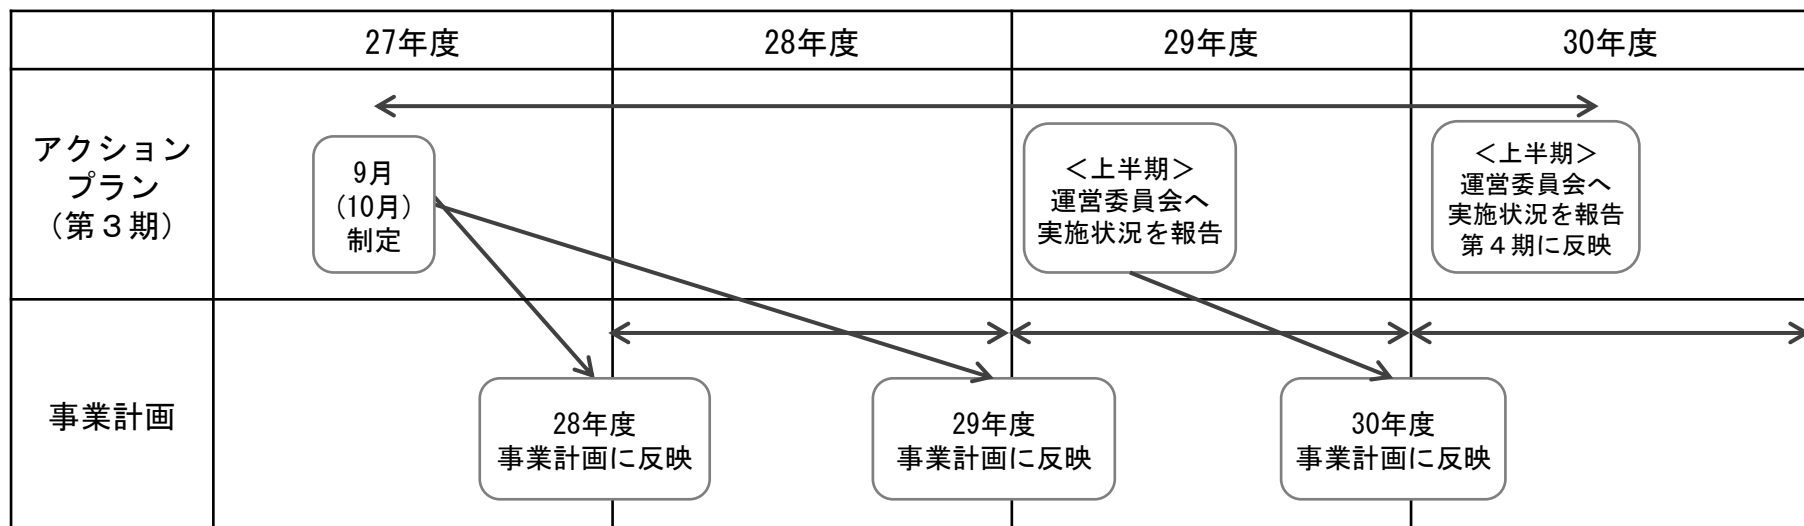 27年度
28年度
29年度
30年度
アクション
プラン
（第３期）
9月
(10月)
制定
＜上半期＞
運営委員会へ
実施状況を報告
＜上半期＞
運営委員会へ
実施状況を報告
第４期に反映
事業計画
28年度
事業計画に反映
29年度
事業計画に反映
30年度
事業計画に反映